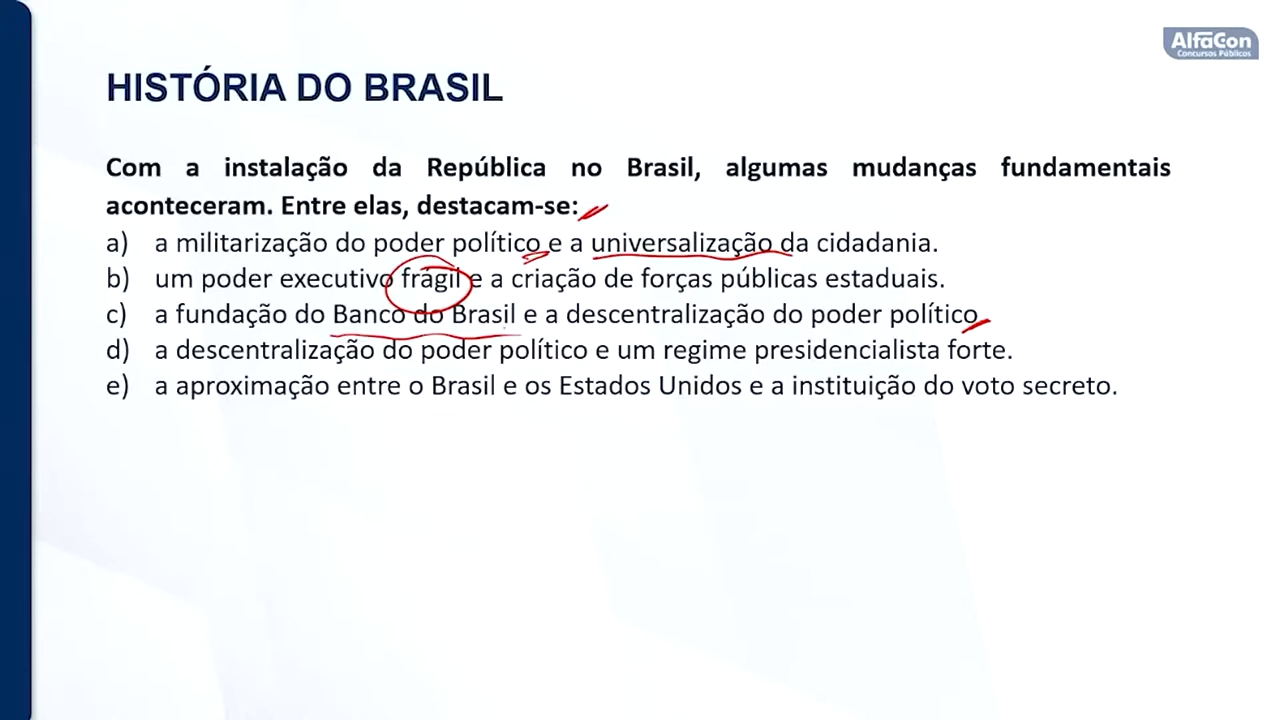 AlfaCon
Concursos Públicos
HISTÓRIA DO BRASIL
Com a instalação da República no Brasil, algumas mudanças fundamentais
aconteceram. Entre elas, destacam-se:
a) a militarização do poder político e a universalização da cidadania.
b) um poder executivo frágil e a criação de forças públicas estaduais.
c) a fundação do Banco do Brasil e a descentralização do poder político.
d) a descentralização do poder político e um regime presidencialista forte.
e) a aproximação entre o Brasil e os Estados Unidos e a instituição do voto secreto.